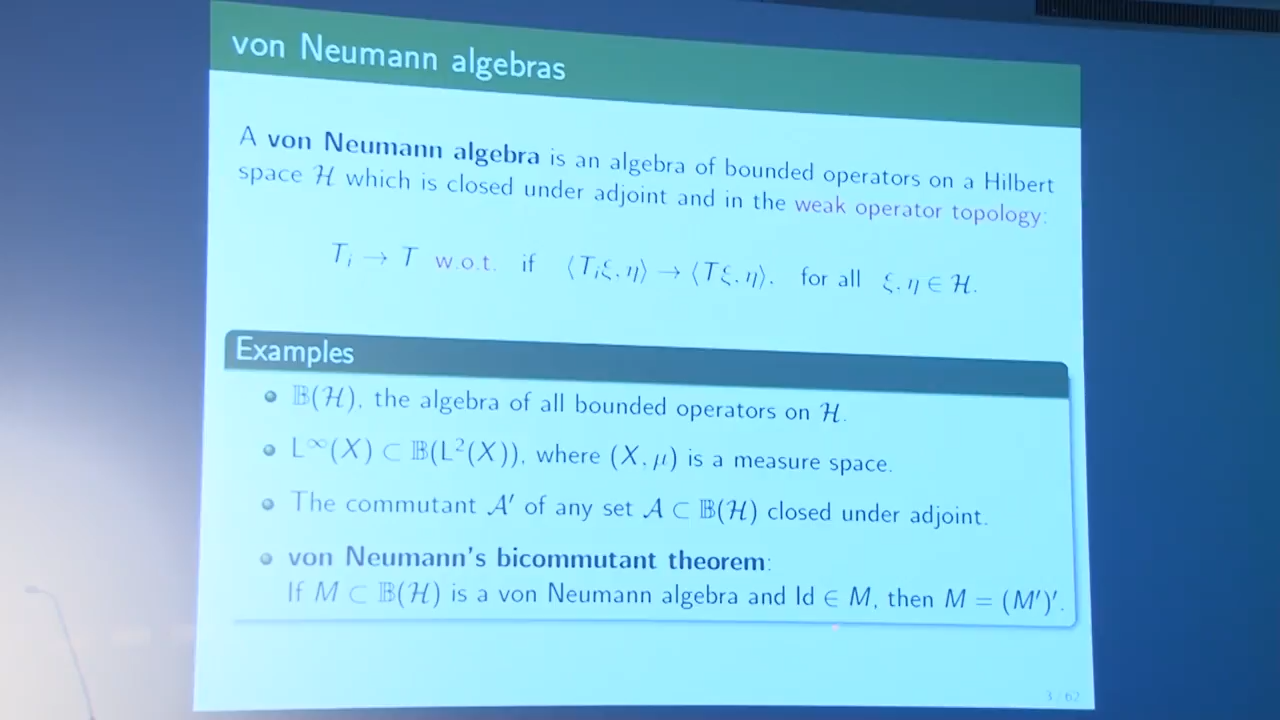 von Neumann algebras
A von Neumann algebra is an algebra of bounded operators on a Hilbert
space ℋ which is closed under adjoint and in the weak operator topology:
Tᵢ → T w.o.t. if ⟨Tᵢξ, η⟩ → ⟨Tξ, η⟩, for all ξ, η ∈ ℋ.
Examples
• 𝔹(ℋ), the algebra of all bounded operators on ℋ.
• L^∞(X) ⊂ 𝔹(L²(X)), where (X, μ) is a measure space.
• The commutant 𝒜′ of any set 𝒜 ⊂ 𝔹(ℋ) closed under adjoint.
• von Neumann's bicommutant theorem:
If M ⊂ 𝔹(ℋ) is a von Neumann algebra and Id ∈ M, then M = (M′)′.
3 / 62